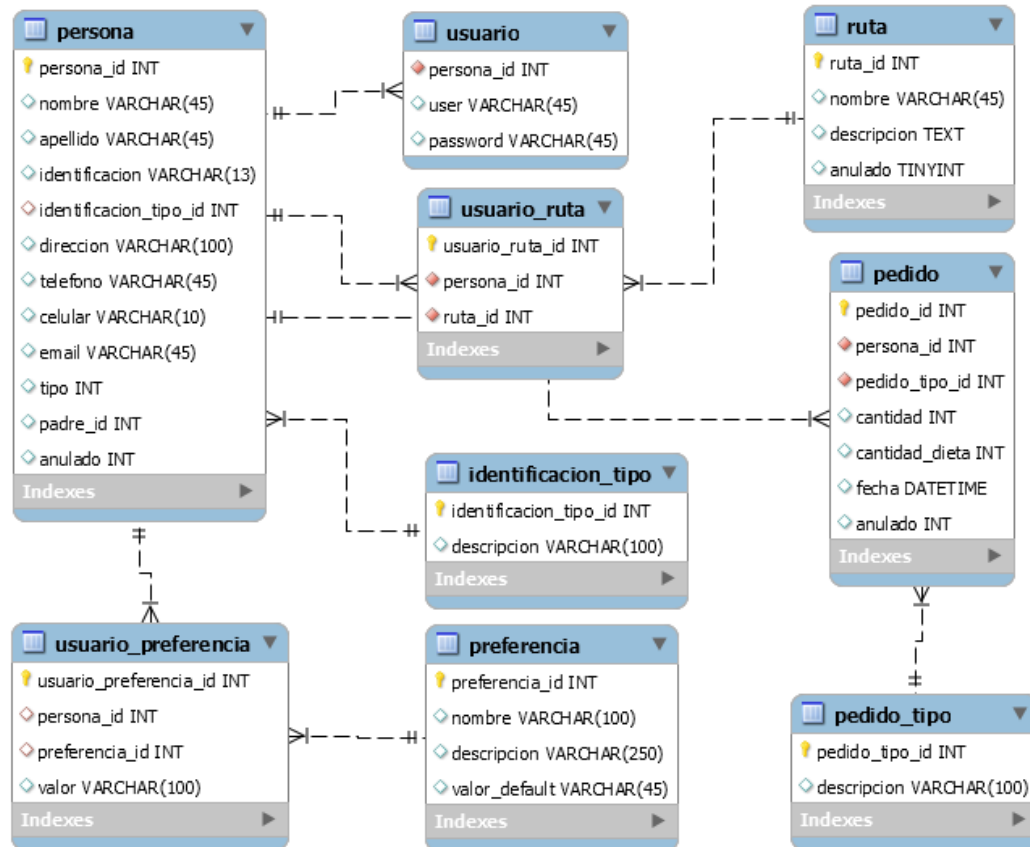 persona
persona_id INT
nombre VARCHAR(45)
apellido VARCHAR(45)
identificacion VARCHAR(13)
identificacion_tipo_id INT
direccion VARCHAR(100)
telefono VARCHAR(45)
celular VARCHAR(10)
email VARCHAR(45)
tipo INT
padre_id INT
anulado INT
Indexes
usuario
persona_id INT
user VARCHAR(45)
password VARCHAR(45)
usuario_ruta
usuario_ruta_id INT
persona_id INT
ruta_id INT
Indexes
ruta
ruta_id INT
nombre VARCHAR(45)
descripcion TEXT
anulado TINYINT
Indexes
pedido
pedido_id INT
persona_id INT
pedido_tipo_id INT
cantidad INT
cantidad_dieta INT
fecha DATETIME
anulado INT
Indexes
identificacion_tipo
identificacion_tipo_id INT
descripcion VARCHAR(100)
Indexes
usuario_preferencia
usuario_preferencia_id INT
persona_id INT
preferencia_id INT
valor VARCHAR(100)
Indexes
preferencia
preferencia_id INT
nombre VARCHAR(100)
descripcion VARCHAR(250)
valor_default VARCHAR(45)
Indexes
pedido_tipo
pedido_tipo_id INT
descripcion VARCHAR(100)
Indexes